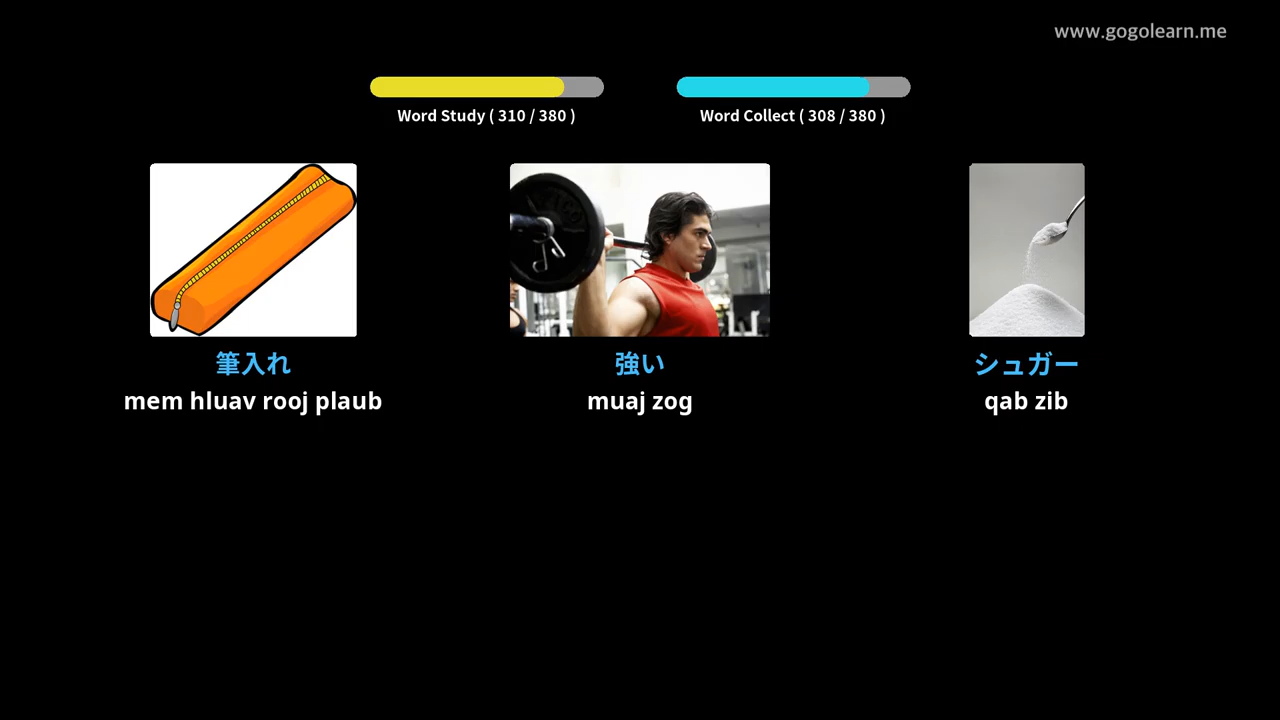 www.gogolearn.me
Word Study ( 310 / 380 )
Word Collect ( 308 / 380 )
筆入れ
mem hluav rooj plaub
強い
muaj zog
シュガー
qab zib